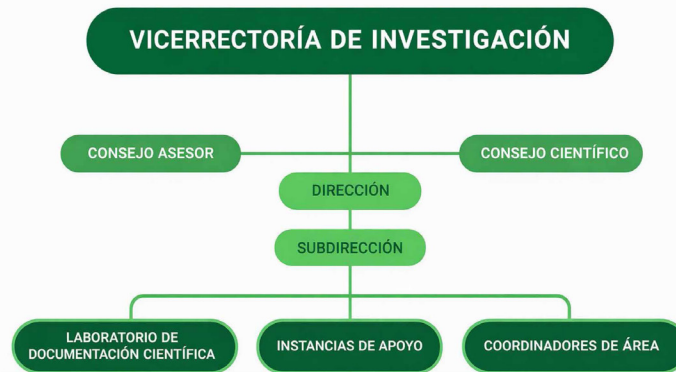 VICERRECTORÍA DE INVESTIGACIÓN
CONSEJO ASESOR
CONSEJO CIENTÍFICO
DIRECCIÓN
SUBDIRECCIÓN
LABORATORIO DE
DOCUMENTACIÓN CIENTÍFICA
INSTANCIAS DE APOYO
COORDINADORES DE ÁREA